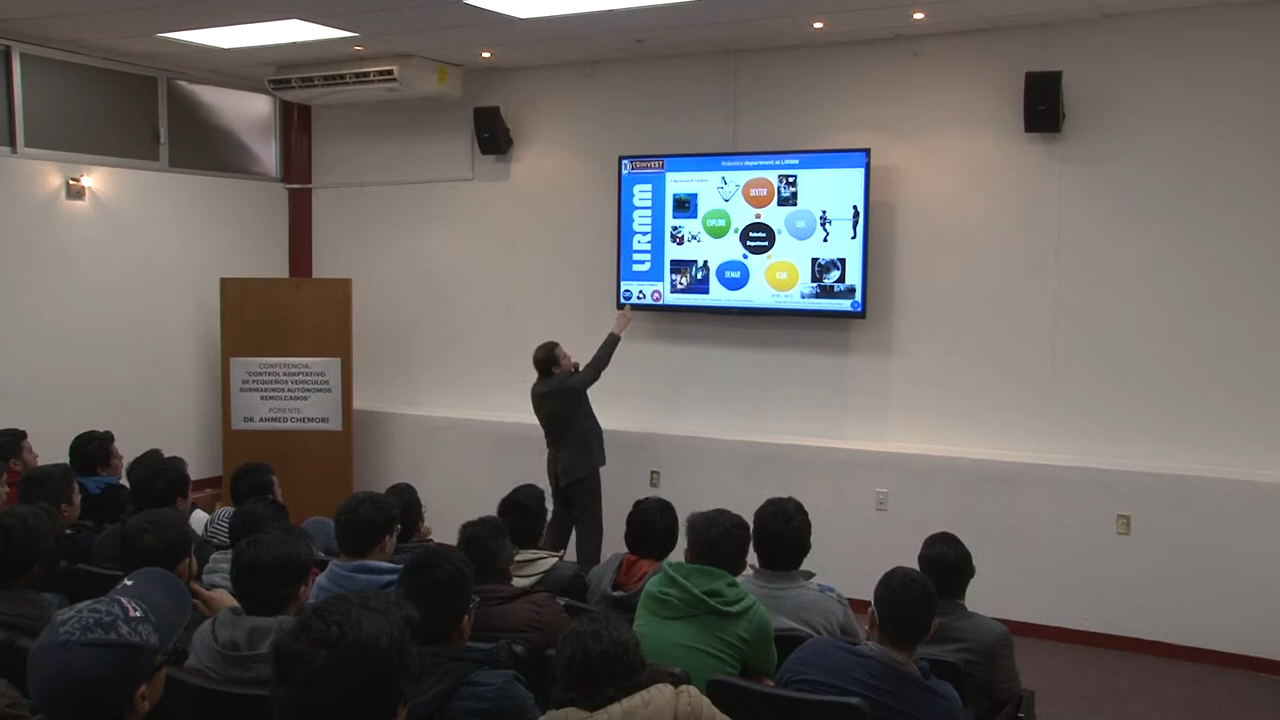 COINVEST
Robotics department at LIRMM
LIRMM
DEXTER
EXPLORE
IDH
Robotics
Department
DEMAR
ICAR
CONFERENCIA:
"CONTROL ADAPTATIVO
DE PEQUEÑOS VEHÍCULOS
SUBMARINOS AUTÓNOMOS
REMOLCADOS"
PONENTE:
DR. AHMED CHEMORI